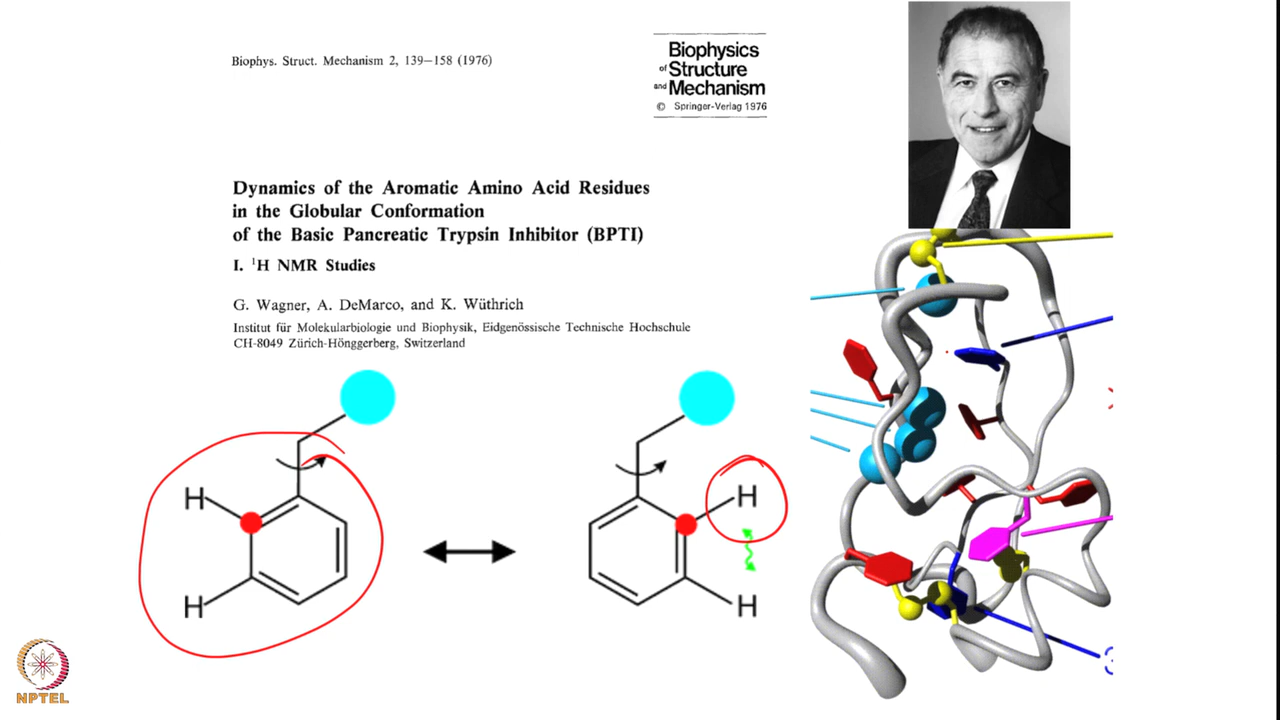 Biophys. Struct. Mechanism 2, 139—158 (1976)
Biophysics
of Structure
and Mechanism
© Springer-Verlag 1976
Dynamics of the Aromatic Amino Acid Residues
in the Globular Conformation
of the Basic Pancreatic Trypsin Inhibitor (BPTI)
I. ¹H NMR Studies
G. Wagner, A. DeMarco, and K. Wüthrich
Institut für Molekularbiologie und Biophysik, Eidgenössische Technische Hochschule
CH-8049 Zürich-Hönggerberg, Switzerland
H
H
H
H
NPTEL